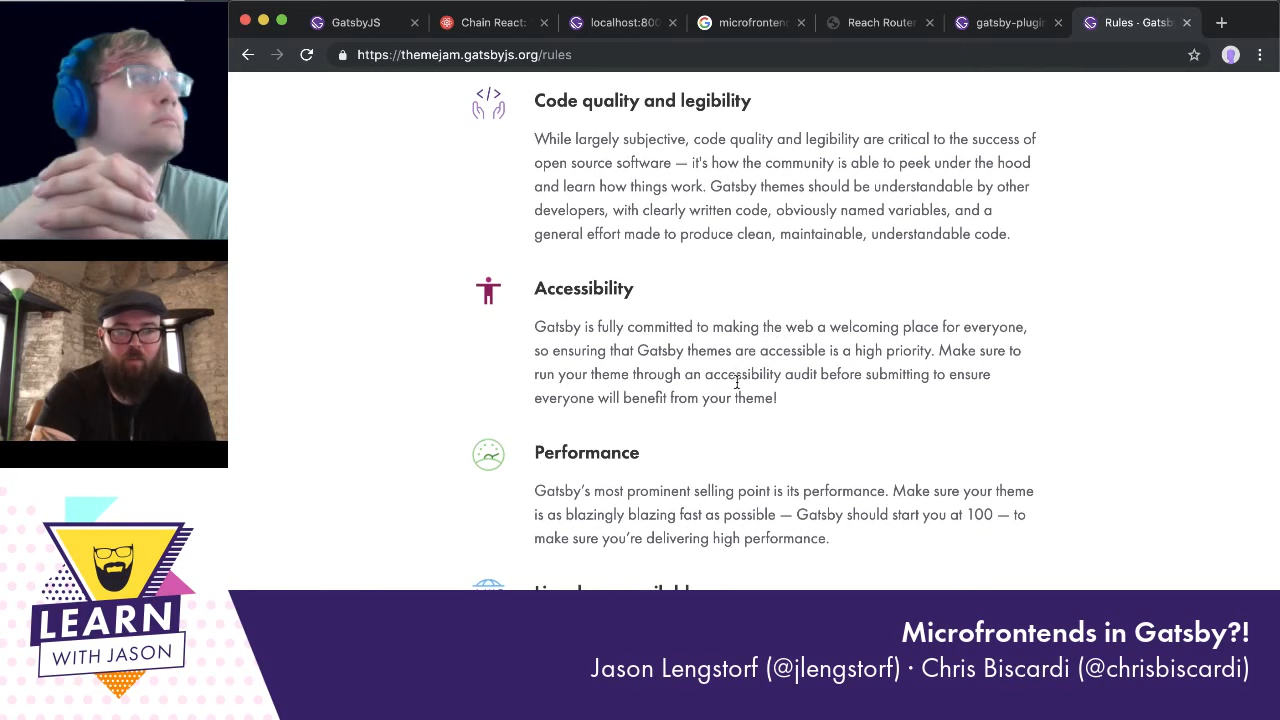 GatsbyJS
Chain React:
localhost:800
microfronten
Reach Router
gatsby-plugin
Rules - Gatsb
https://themejam.gatsbyjs.org/rules
Code quality and legibility
While largely subjective, code quality and legibility are critical to the success of
open source software — it's how the community is able to peek under the hood
and learn how things work. Gatsby themes should be understandable by other
developers, with clearly written code, obviously named variables, and a
general effort made to produce clean, maintainable, understandable code.
Accessibility
Gatsby is fully committed to making the web a welcoming place for everyone,
so ensuring that Gatsby themes are accessible is a high priority. Make sure to
run your theme through an accessibility audit before submitting to ensure
everyone will benefit from your theme!
Performance
Gatsby’s most prominent selling point is its performance. Make sure your theme
is as blazingly blazing fast as possible — Gatsby should start you at 100 — to
make sure you’re delivering high performance.
LEARN
WITH JASON
Microfrontends in Gatsby?!
Jason Lengstorf (@jlengstorf) · Chris Biscardi (@chrisbiscardi)